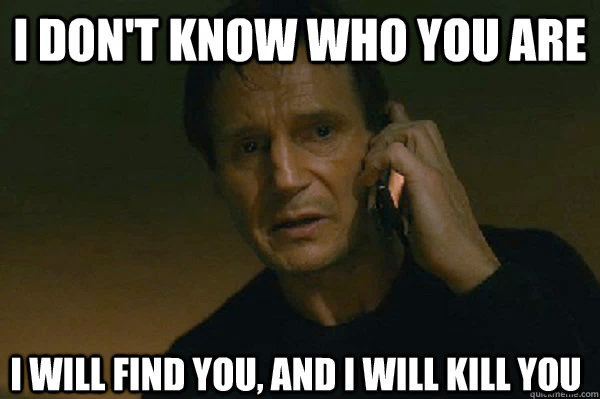 I DON'T KNOW WHO YOU ARE
I WILL FIND YOU, AND I WILL KILL YOU
quickmeme.com